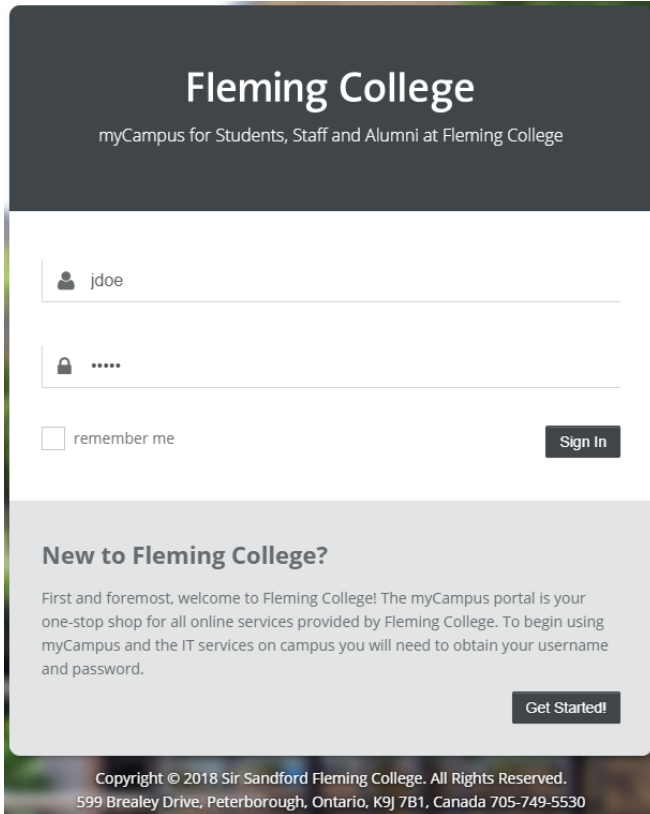 Fleming College
myCampus for Students, Staff and Alumni at Fleming College
jdoe
•••••
remember me
Sign In
New to Fleming College?
First and foremost, welcome to Fleming College! The myCampus portal is your
one-stop shop for all online services provided by Fleming College. To begin using
myCampus and the IT services on campus you will need to obtain your username
and password.
Get Started!
Copyright © 2018 Sir Sandford Fleming College. All Rights Reserved.
599 Brealey Drive, Peterborough, Ontario, K9J 7B1, Canada 705-749-5530